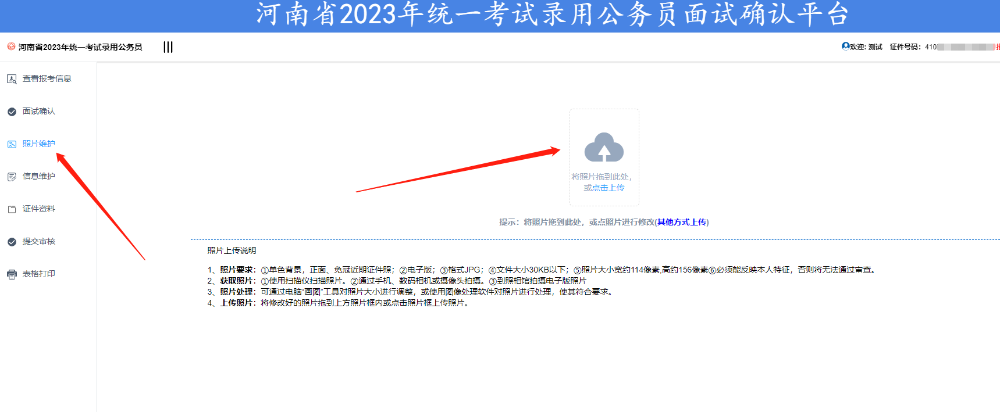 河南省2023年统一考试录用公务员面试确认平台
河南省2023年统一考试录用公务员
欢迎: 测试 证件号码： 410
查看报考信息
面试确认
照片维护
信息维护
证件资料
提交审核
表格打印
将照片拖到此处，
或点击上传
提示：将照片拖到此处，或点照片进行修改(其他方式上传)
照片上传说明
1、照片要求：①单色背景，正面、免冠近期证件照；②电子版；③格式JPG；④文件大小30KB以下；⑤照片大小宽约114像素,高约156像素⑥必须能反映本人特征，否则将无法通过审查。
2、获取照片：①使用扫描仪扫描照片。②通过手机、数码相机或摄像头拍摄。③到照相馆拍摄电子版照片
3、照片处理：可通过电脑“画图”工具对照片大小进行调整，或使用图像处理软件对照片进行处理，使其符合要求。
4、上传照片：将修改好的照片拖到上方照片框内或点击照片框上传照片。